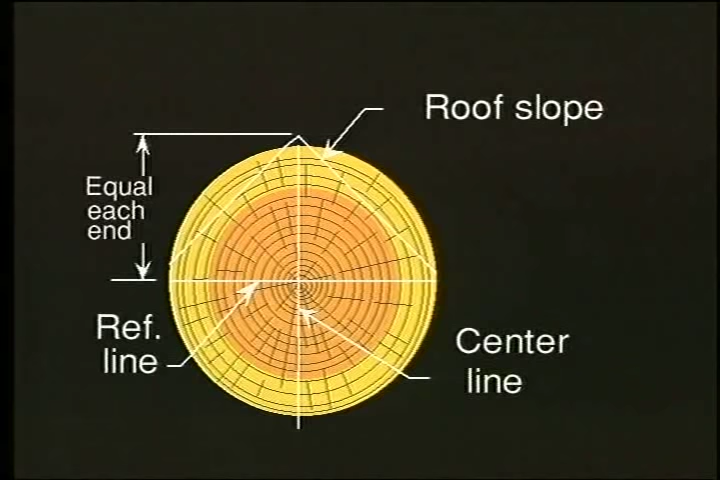 Roof slope
Equal
each
end
Ref.
line
Center
line